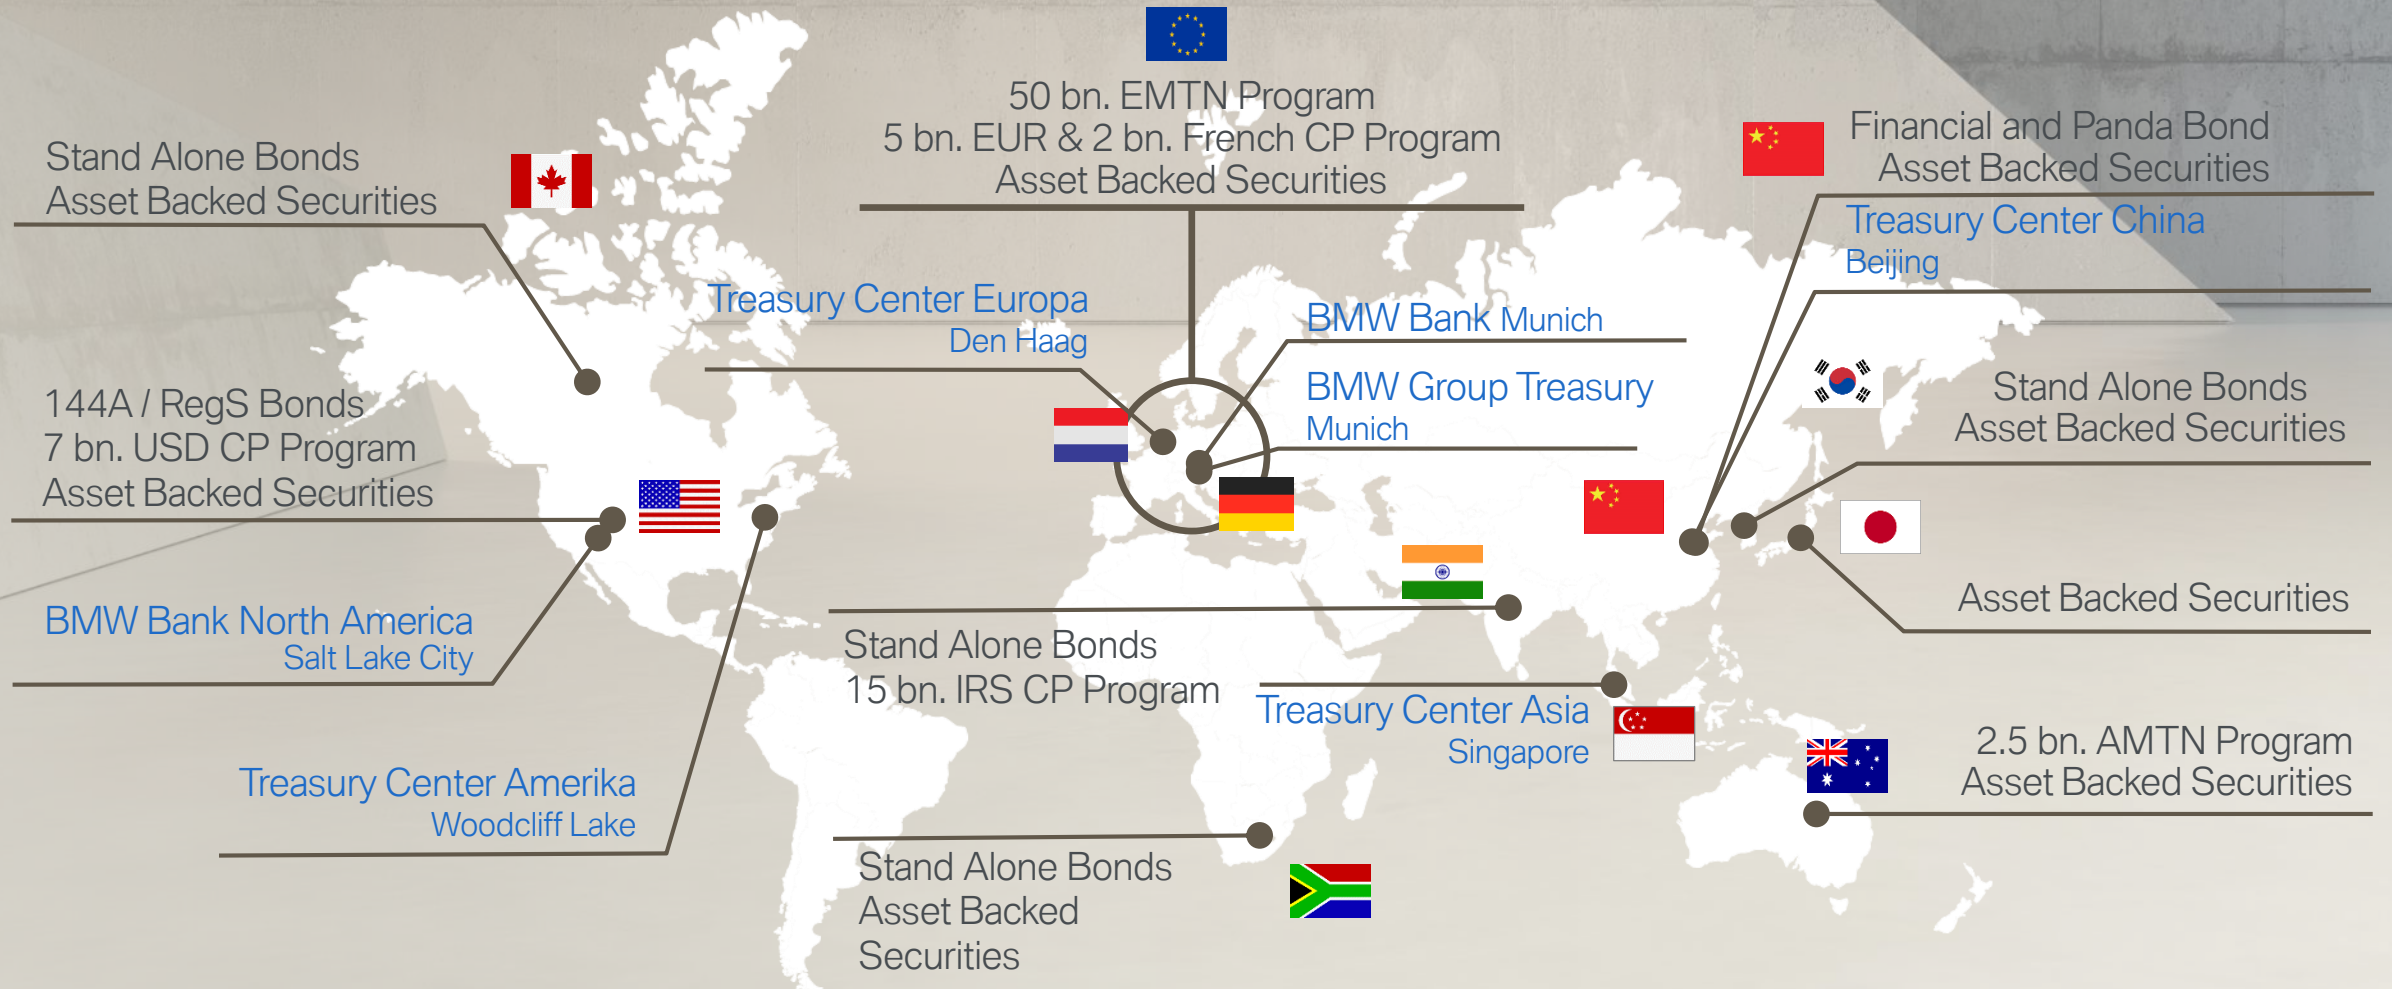 50 bn. EMTN Program
5 bn. EUR & 2 bn. French CP Program
Asset Backed Securities
Stand Alone Bonds
Asset Backed Securities
Financial and Panda Bond
Asset Backed Securities
Treasury Center China
Beijing
Treasury Center Europa
Den Haag
BMW Bank Munich
BMW Group Treasury
Munich
144A / RegS Bonds
7 bn. USD CP Program
Asset Backed Securities
Stand Alone Bonds
Asset Backed Securities
Asset Backed Securities
BMW Bank North America
Salt Lake City
Stand Alone Bonds
15 bn. IRS CP Program
Treasury Center Asia
Singapore
Treasury Center Amerika
Woodcliff Lake
2.5 bn. AMTN Program
Asset Backed Securities
Stand Alone Bonds
Asset Backed
Securities